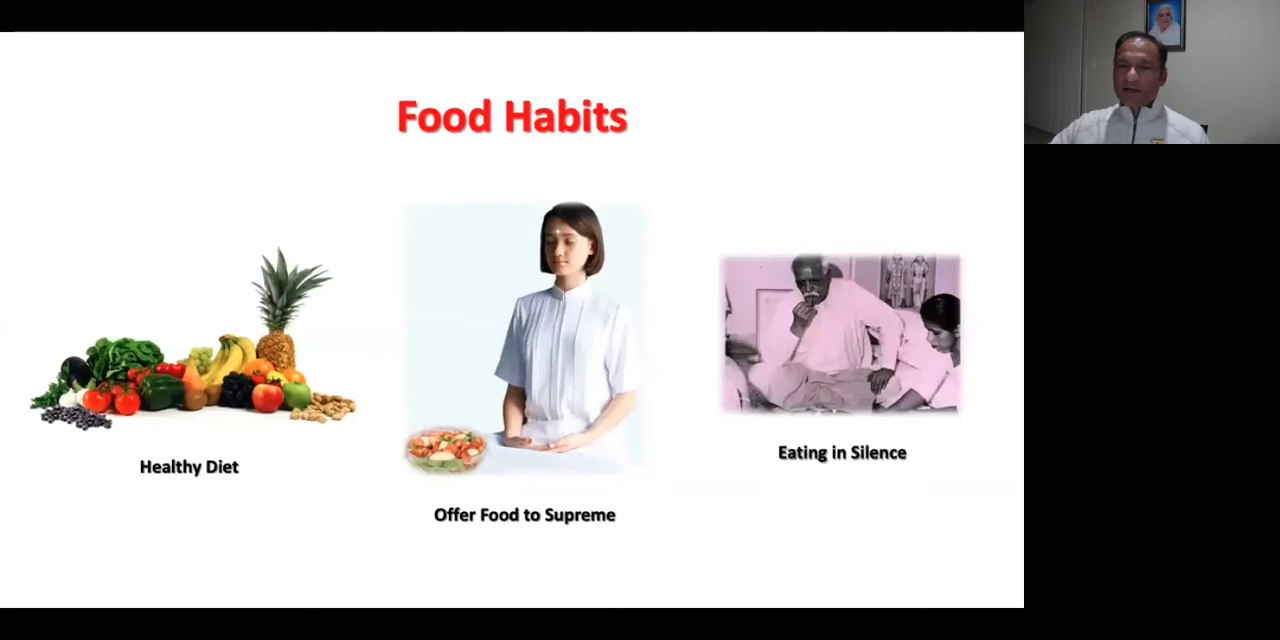 Food Habits
Healthy Diet
Offer Food to Supreme
Eating in Silence